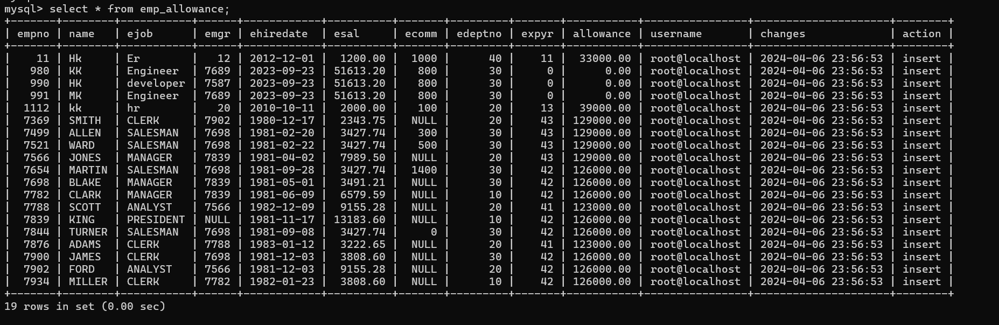 mysql> select * from emp_allowance;
+-------+--------+-----------+------+------------+----------+-------+---------+-------+-----------+----------------+---------------------+--------+
| empno | name   | ejob      | emgr | ehiredate  | esal     | ecomm | edeptno | expyr | allowance | username       | changes             | action |
+-------+--------+-----------+------+------------+----------+-------+---------+-------+-----------+----------------+---------------------+--------+
|    11 | Hk     | Er        |   12 | 2012-12-01 |  1200.00 |  1000 |      40 |    11 |  33000.00 | root@localhost | 2024-04-06 23:56:53 | insert |
|   980 | KK     | Engineer  | 7689 | 2023-09-23 | 51613.20 |   800 |      30 |     0 |      0.00 | root@localhost | 2024-04-06 23:56:53 | insert |
|   990 | HK     | developer | 7587 | 2023-09-23 | 51613.20 |   800 |      30 |     0 |      0.00 | root@localhost | 2024-04-06 23:56:53 | insert |
|   991 | MK     | Engineer  | 7689 | 2023-09-23 | 51613.20 |   800 |      30 |     0 |      0.00 | root@localhost | 2024-04-06 23:56:53 | insert |
|  1112 | kk     | hr        |   20 | 2010-10-11 |  2000.00 |   100 |      20 |    13 |  39000.00 | root@localhost | 2024-04-06 23:56:53 | insert |
|  7369 | SMITH  | CLERK     | 7902 | 1980-12-17 |  2343.75 |  NULL |      20 |    43 | 129000.00 | root@localhost | 2024-04-06 23:56:53 | insert |
|  7499 | ALLEN  | SALESMAN  | 7698 | 1981-02-20 |  3427.74 |   300 |      30 |    43 | 129000.00 | root@localhost | 2024-04-06 23:56:53 | insert |
|  7521 | WARD   | SALESMAN  | 7698 | 1981-02-22 |  3427.74 |   500 |      30 |    43 | 129000.00 | root@localhost | 2024-04-06 23:56:53 | insert |
|  7566 | JONES  | MANAGER   | 7839 | 1981-04-02 |  7989.50 |  NULL |      20 |    43 | 129000.00 | root@localhost | 2024-04-06 23:56:53 | insert |
|  7654 | MARTIN | SALESMAN  | 7698 | 1981-09-28 |  3427.74 |  1400 |      30 |    42 | 126000.00 | root@localhost | 2024-04-06 23:56:53 | insert |
|  7698 | BLAKE  | MANAGER   | 7839 | 1981-05-01 |  3491.21 |  NULL |      30 |    42 | 126000.00 | root@localhost | 2024-04-06 23:56:53 | insert |
|  7782 | CLARK  | MANAGER   | 7839 | 1981-06-09 |  6579.59 |  NULL |      10 |    42 | 126000.00 | root@localhost | 2024-04-06 23:56:53 | insert |
|  7788 | SCOTT  | ANALYST   | 7566 | 1982-12-09 |  9155.28 |  NULL |      20 |    41 | 123000.00 | root@localhost | 2024-04-06 23:56:53 | insert |
|  7839 | KING   | PRESIDENT | NULL | 1981-11-17 | 13183.60 |  NULL |      10 |    42 | 126000.00 | root@localhost | 2024-04-06 23:56:53 | insert |
|  7844 | TURNER | SALESMAN  | 7698 | 1981-09-08 |  3427.74 |     0 |      30 |    42 | 126000.00 | root@localhost | 2024-04-06 23:56:53 | insert |
|  7876 | ADAMS  | CLERK     | 7788 | 1983-01-12 |  3222.65 |  NULL |      20 |    41 | 123000.00 | root@localhost | 2024-04-06 23:56:53 | insert |
|  7900 | JAMES  | CLERK     | 7698 | 1981-12-03 |  3808.60 |  NULL |      30 |    42 | 126000.00 | root@localhost | 2024-04-06 23:56:53 | insert |
|  7902 | FORD   | ANALYST   | 7566 | 1981-12-03 |  9155.28 |  NULL |      20 |    42 | 126000.00 | root@localhost | 2024-04-06 23:56:53 | insert |
|  7934 | MILLER | CLERK     | 7782 | 1982-01-23 |  3808.60 |  NULL |      10 |    42 | 126000.00 | root@localhost | 2024-04-06 23:56:53 | insert |
+-------+--------+-----------+------+------------+----------+-------+---------+-------+-----------+----------------+---------------------+--------+
19 rows in set (0.00 sec)